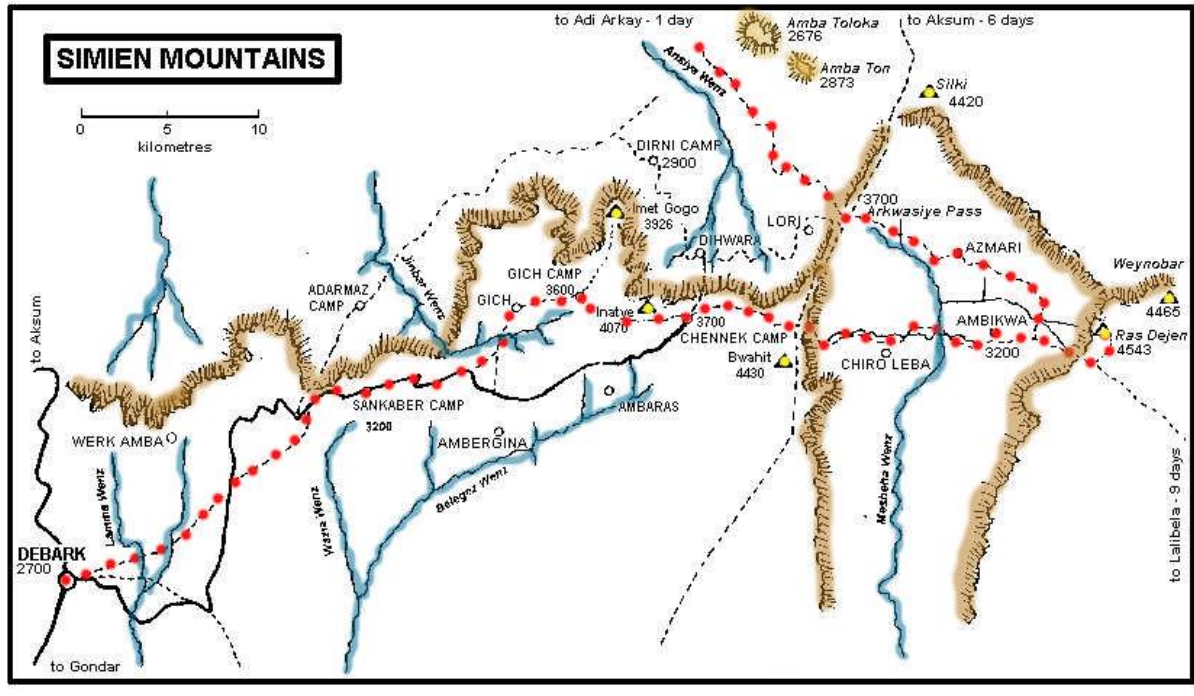 SIMIEN MOUNTAINS
0 5 10
kilometres
to Adi Arkay - 1 day
Amba Toloka
2676
to Aksum - 6 days
Amba Ton
2873
Silki
4420
Ansiya Wenz
DIRNI CAMP
2900
Imet Gogo
3926
LORI
3700
Arkwasiye Pass
DIHWARA
AZMARI
Weynobar
4465
Jinbar Wenz
GICH CAMP
3600
ADARMAZ
CAMP
GICH
Inatye
4070
3700
CHENNEK CAMP
AMBIKWA
3200
Ras Dejen
4543
Bwahit
4430
CHIRO LEBA
to Aksum
SANKABER CAMP
3200
AMBARAS
WERK AMBA
AMBERGINA
Lamma Wenz
Wazla Wenz
Belegez Wenz
Mesheha Wenz
to Lalibela - 9 days
DEBARK
2700
to Gondar